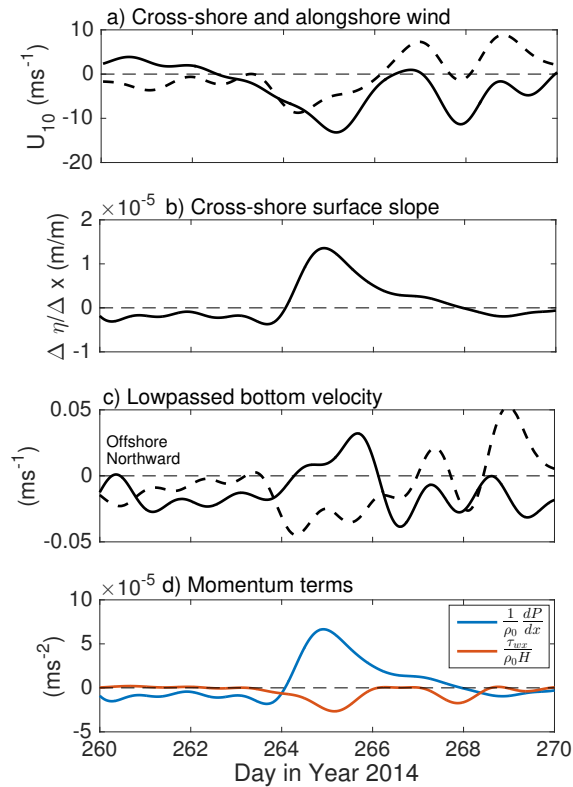 a) Cross-shore and alongshore wind
10
0
-10
-20
U10 (ms-1)
×10-5 b) Cross-shore surface slope
2
1
0
-1
Δ η/Δ x (m/m)
c) Lowpassed bottom velocity
0.05
0
-0.05
(ms-1)
Offshore
Northward
×10-5 d) Momentum terms
10
5
0
-5
(ms-2)
1/ρ0 dP/dx
τwx/ρ0H
260 262 264 266 268 270
Day in Year 2014